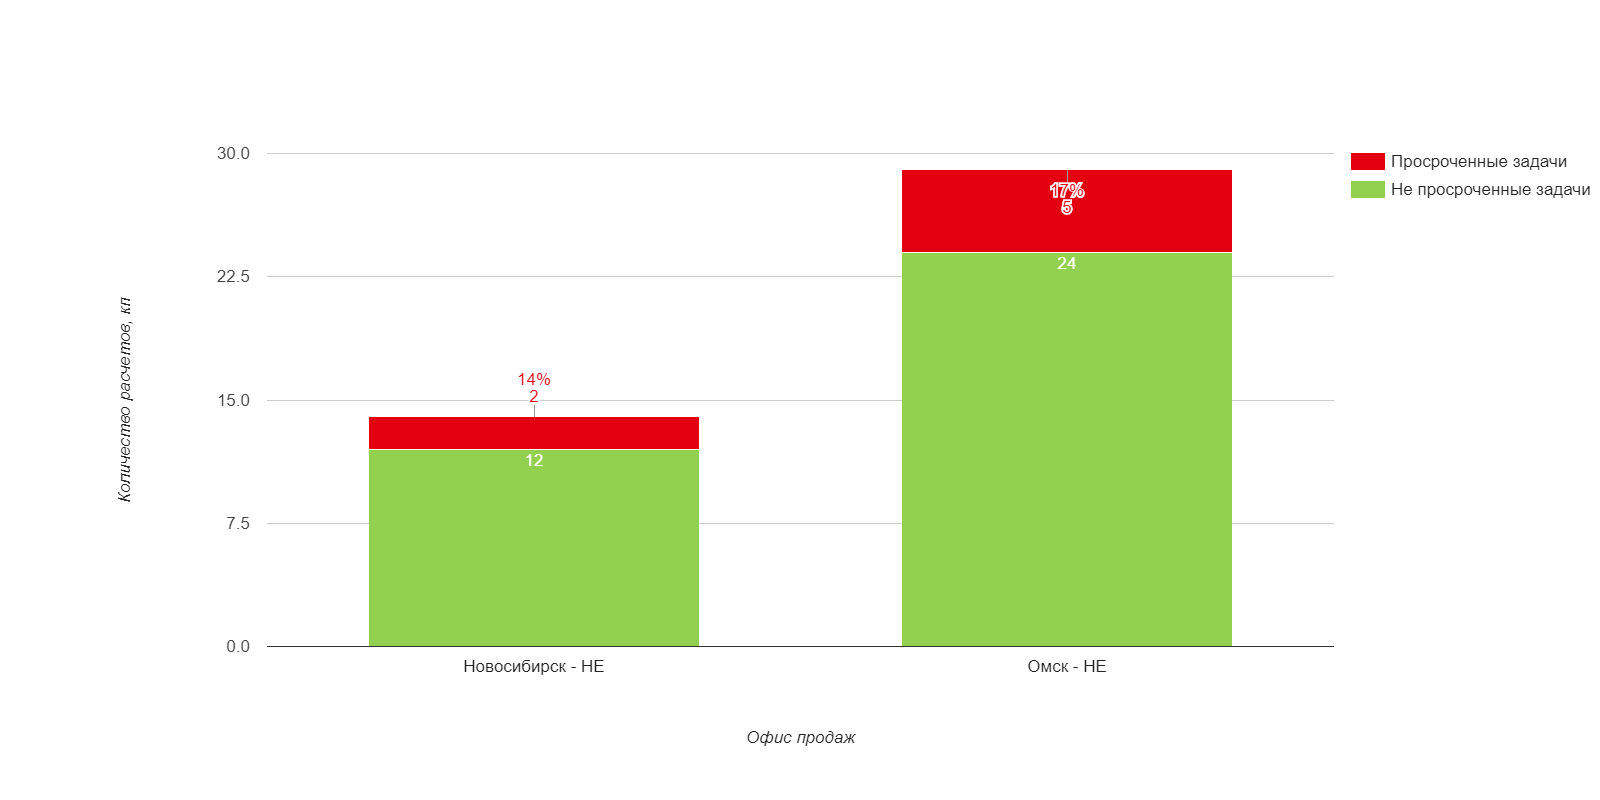 30.0
22.5
15.0
7.5
0.0
Количество расчетов, кп
14%
2
12
17%
5
24
Новосибирск - НЕ
Омск - НЕ
Офис продаж
Просроченные задачи
Не просроченные задачи